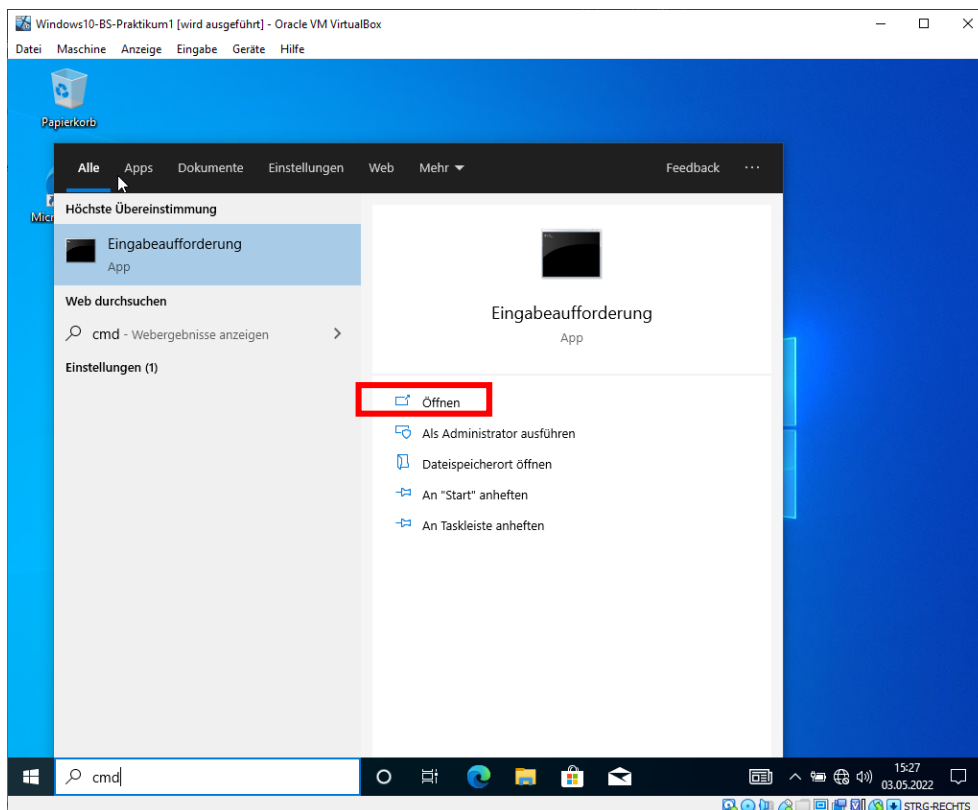 Windows10-BS-Praktikum1 [wird ausgeführt] - Oracle VM VirtualBox
Datei Maschine Anzeige Eingabe Geräte Hilfe
Papierkorb
Alle Apps Dokumente Einstellungen Web Mehr Feedback ...
Micr
Höchste Übereinstimmung
Eingabeaufforderung
App
Web durchsuchen
cmd - Webergebnisse anzeigen
Einstellungen (1)
Eingabeaufforderung
App
Öffnen
Als Administrator ausführen
Dateispeicherort öffnen
An "Start" anheften
An Taskleiste anheften
cmd
15:27
03.05.2022
STRG-RECHTS